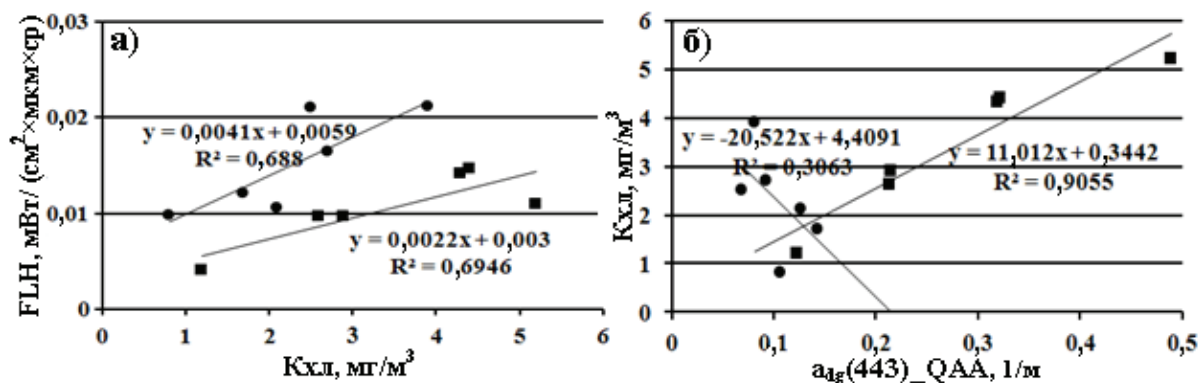 а)
FLH, мВт/ (см²×мкм×ср)
0,03
0,02
0,01
0
y = 0,0041x + 0,0059
R² = 0,688
y = 0,0022x + 0,003
R² = 0,6946
0 1 2 3 4 5 6
Кхл, мг/м³
б)
Кхл, мг/м³
6
5
4
3
2
1
0
y = -20,522x + 4,4091
R² = 0,3063
y = 11,012x + 0,3442
R² = 0,9055
0 0,1 0,2 0,3 0,4 0,5
a_dg(443)_QAA, 1/м